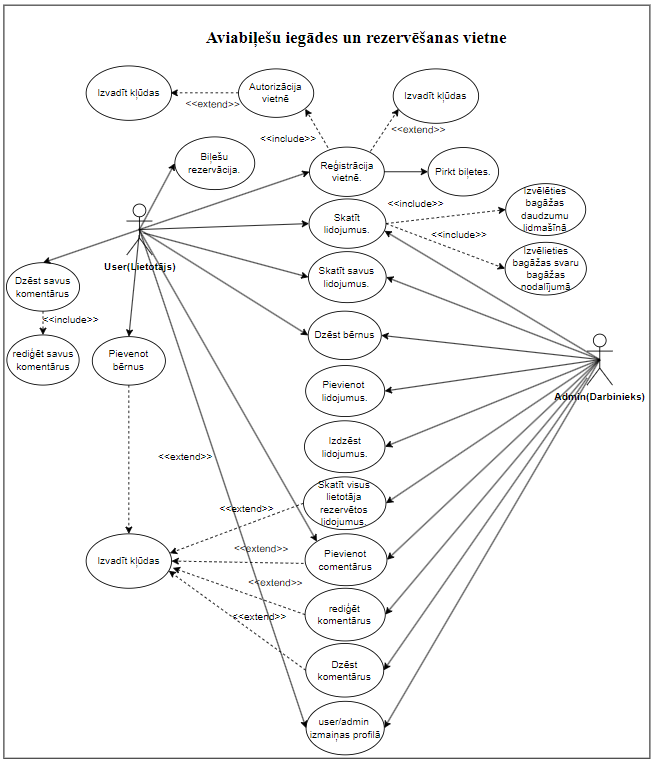 Aviabiļešu iegādes un rezervēšanas vietne
Izvadīt kļūdas
<<extend>>
Autorizācija
vietnē
Izvadīt kļūdas
<<extend>>
<<include>>
Biļešu
rezervācija.
Reģistrācija
vietnē.
Pirkt biļetes.
Skatīt
lidojumus.
<<include>>
<<include>>
Izvēlēties
bagāžas
daudzumu
lidmašīnā
Izvēlieties
bagāžas svaru
bagāžas
nodalījumā
User(Lietotājs)
Dzēst savus
komentārus
<<include>>
rediģēt savus
komentārus
Pievenot
bērnus
Skatīt savus
lidojumus.
Dzēst bērnus
Pievienot
lidojumus.
Admin(Darbinieks)
Izdzēst
lidojumus.
<<extend>>
Skatīt visus
lietotāja
rezervētos
lidojumus.
<<extend>>
Izvadīt kļūdas
<<extend>>
Pievenot
comentārus
<<extend>>
rediģēt
komentārus
<<extend>>
Dzēst
komentārus
user/admin
izmaiņas profilā